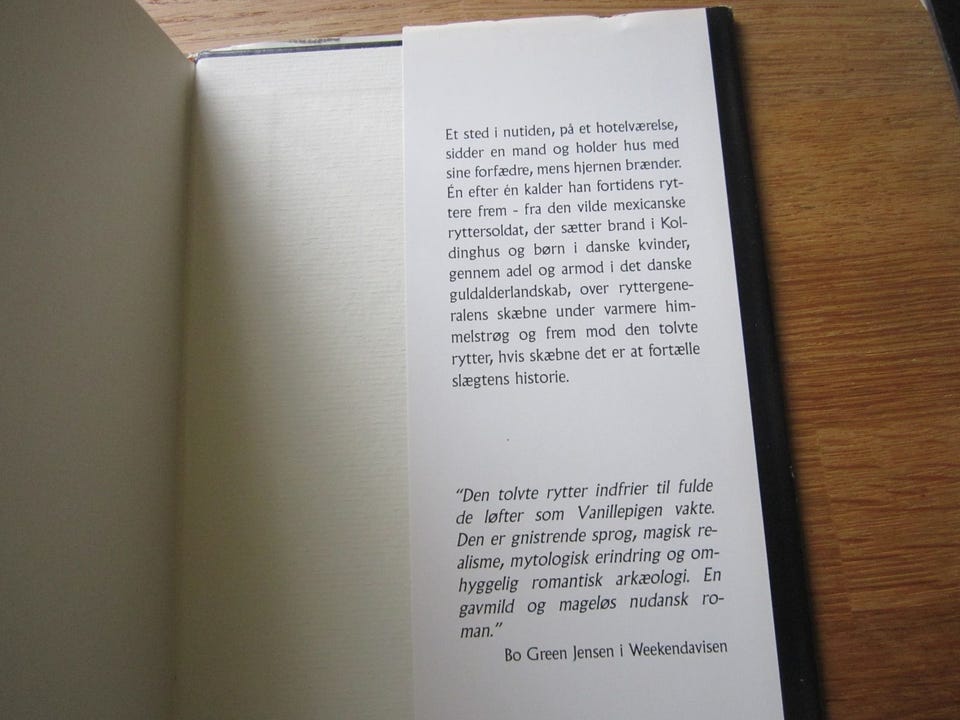 Et sted i nutiden, på et hotelværelse,
sidder en mand og holder hus med
sine forfædre, mens hjernen brænder.
Én efter én kalder han fortidens ryt-
tere frem - fra den vilde mexicanske
ryttersoldat, der sætter brand i Kol-
dinghus og børn i danske kvinder,
gennem adel og armod i det danske
guldalderlandskab, over ryttergene-
ralens skæbne under varmere him-
melstrøg og frem mod den tolvte
rytter, hvis skæbne det er at fortælle
slægtens historie.
“Den tolvte rytter indfrier til fulde
de løfter som Vanillepigen vakte.
Den er gnistrende sprog, magisk re-
alisme, mytologisk erindring og om-
hyggelig romantisk arkæologi. En
gavmild og mageløs nudansk ro-
man.”
Bo Green Jensen i Weekendavisen